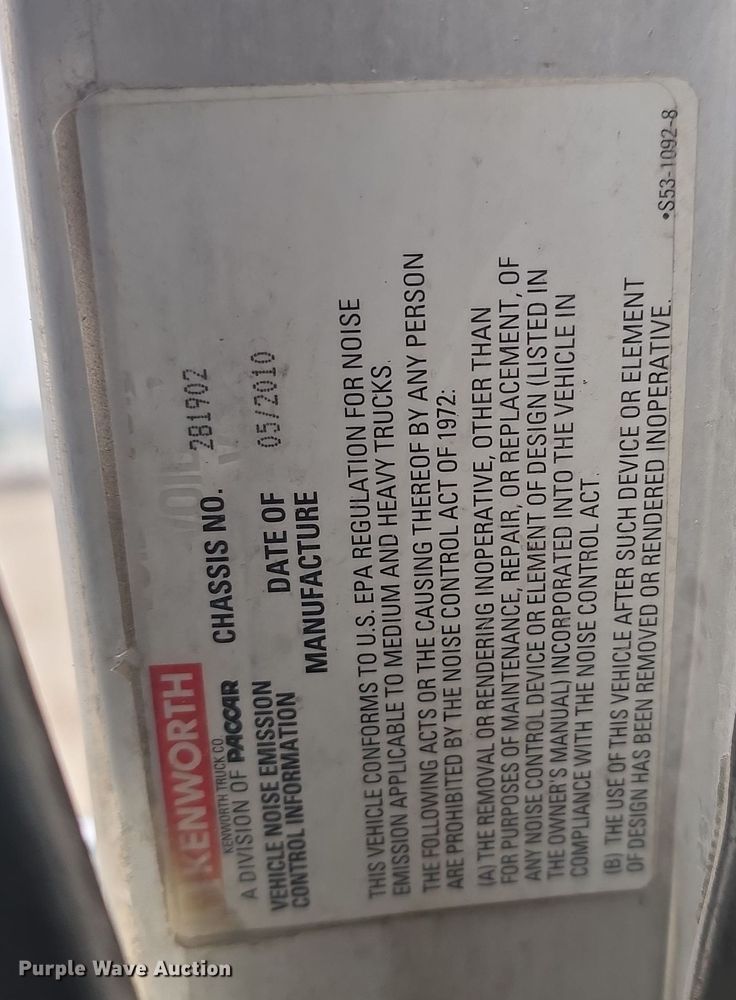 KENWORTH
KENWORTH TRUCK CO.
A DIVISION OF PACCAR
VEHICLE NOISE EMISSION
CONTROL INFORMATION
CHASSIS NO. 281902
DATE OF
MANUFACTURE
05/2010
THIS VEHICLE CONFORMS TO U.S. EPA REGULATION FOR NOISE
EMISSION APPLICABLE TO MEDIUM AND HEAVY TRUCKS.
THE FOLLOWING ACTS OR THE CAUSING THEREOF BY ANY PERSON
ARE PROHIBITED BY THE NOISE CONTROL ACT OF 1972:
(A) THE REMOVAL OR RENDERING INOPERATIVE, OTHER THAN
FOR PURPOSES OF MAINTENANCE, REPAIR, OR REPLACEMENT, OF
ANY NOISE CONTROL DEVICE OR ELEMENT OF DESIGN (LISTED IN
THE OWNER'S MANUAL) INCORPORATED INTO THE VEHICLE IN
COMPLIANCE WITH THE NOISE CONTROL ACT.
(B) THE USE OF THIS VEHICLE AFTER SUCH DEVICE OR ELEMENT
OF DESIGN HAS BEEN REMOVED OR RENDERED INOPERATIVE.
•S53-1092-8
Purple Wave Auction